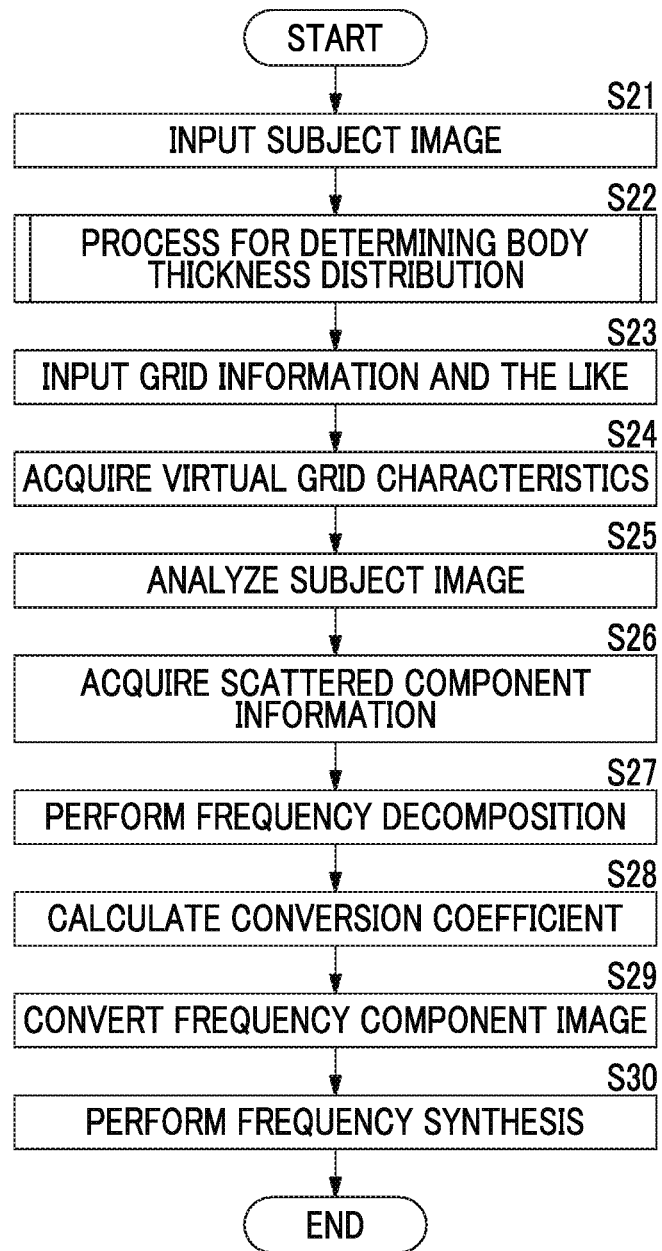 START
S21
INPUT SUBJECT IMAGE
S22
PROCESS FOR DETERMINING BODY
THICKNESS DISTRIBUTION
S23
INPUT GRID INFORMATION AND THE LIKE
S24
ACQUIRE VIRTUAL GRID CHARACTERISTICS
S25
ANALYZE SUBJECT IMAGE
S26
ACQUIRE SCATTERED COMPONENT
INFORMATION
S27
PERFORM FREQUENCY DECOMPOSITION
S28
CALCULATE CONVERSION COEFFICIENT
S29
CONVERT FREQUENCY COMPONENT IMAGE
S30
PERFORM FREQUENCY SYNTHESIS
END